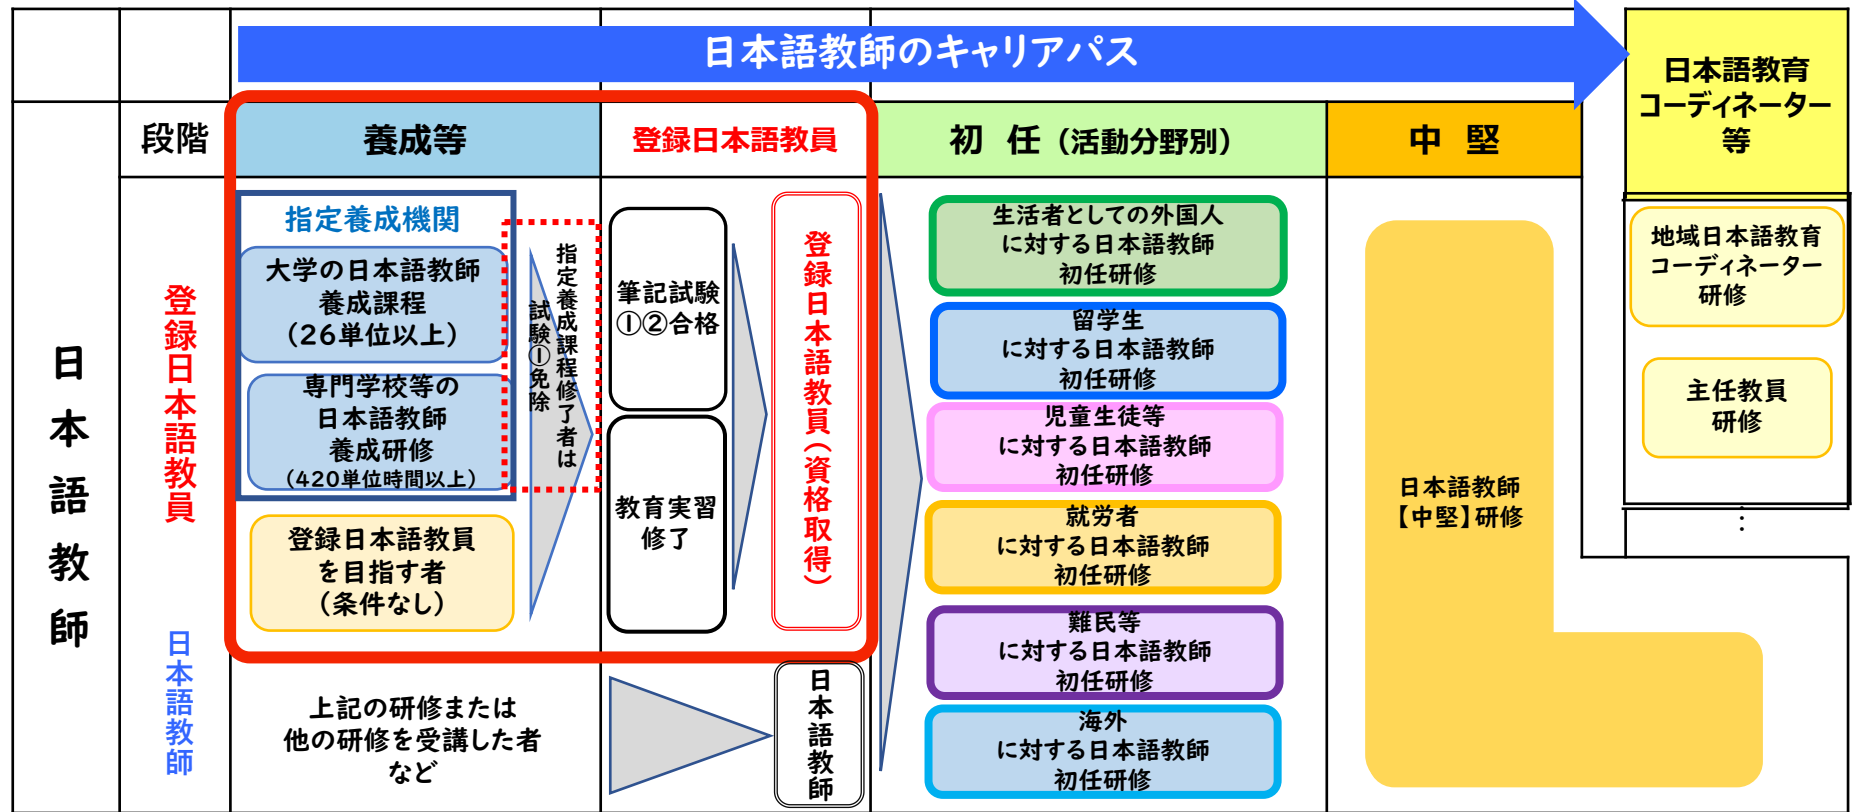 日本語教師のキャリアパス
日本語教育
コーディネーター
等
段階
養成等
登録日本語教員
初 任（活動分野別）
中 堅
日本語教師
登録日本語教員
日本語教師
指定養成機関
大学の日本語教師
養成課程
（26単位以上）
専門学校等の
日本語教師
養成研修
（420単位時間以上）
登録日本語教員
を目指す者
（条件なし）
指定養成課程修了者は
試験①免除
筆記試験
①②合格
教育実習
修了
登録日本語教員（資格取得）
上記の研修または
他の研修を受講した者
など
日本語教師
生活者としての外国人
に対する日本語教師
初任研修
留学生
に対する日本語教師
初任研修
児童生徒等
に対する日本語教師
初任研修
就労者
に対する日本語教師
初任研修
難民等
に対する日本語教師
初任研修
海外
に対する日本語教師
初任研修
日本語教師
【中堅】研修
地域日本語教育
コーディネーター
研修
主任教員
研修
：